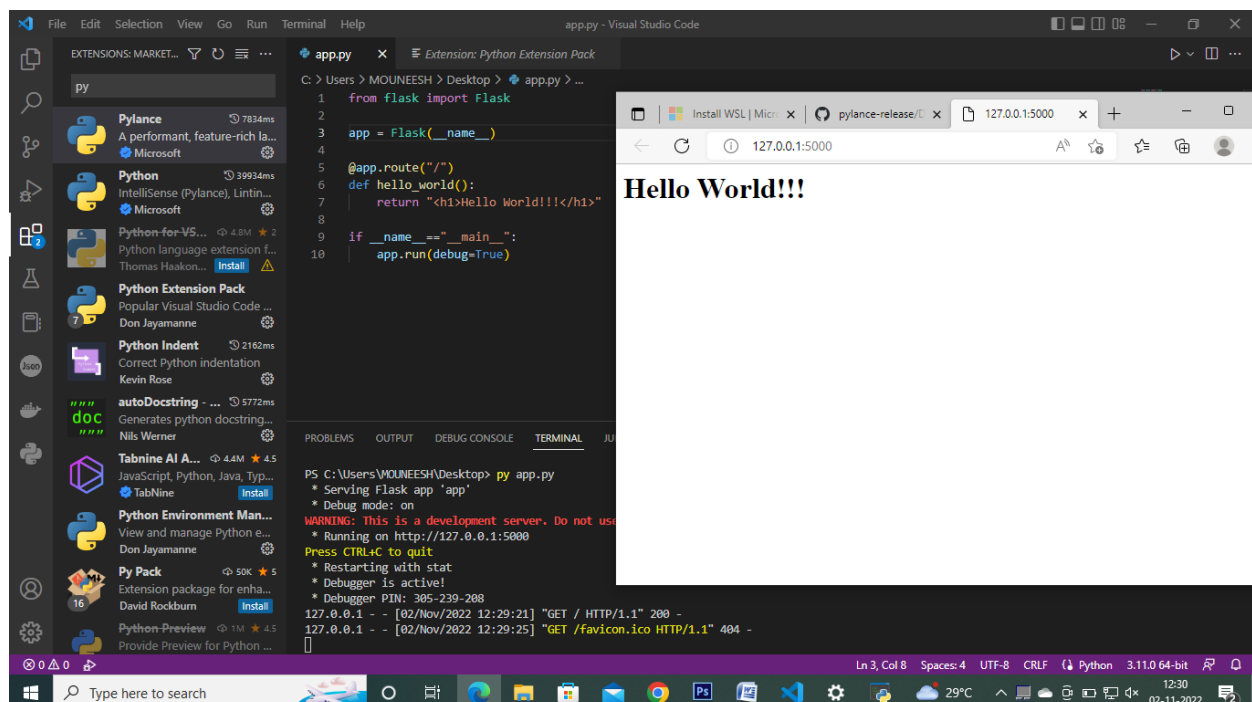 File Edit Selection View Go Run Terminal Help
app.py - Visual Studio Code
EXTENSIONS: MARKET...
py
Pylance 7834ms
A performant, feature-rich la...
Microsoft
Python 39934ms
IntelliSense (Pylance), Lintin...
Microsoft
Python for VS... 4.8M ★ 2
Python language extension f...
Thomas Haakon... Install
Python Extension Pack
Popular Visual Studio Code ...
7 Don Jayamanne
Python Indent 2162ms
Correct Python indentation
Kevin Rose
autoDocstring - ... 5772ms
""" doc """
Generates python docstring...
Nils Werner
Tabnine AI A... 4.4M ★ 4.5
JavaScript, Python, Java, Typ...
TabNine Install
Python Environment Man...
View and manage Python e...
Don Jayamanne
Py Pack 50K ★ 5
Extension package for enha...
16 David Rockburn Install
Python Preview 1M ★ 4.5
Provide Preview for Python ...
2
Json
app.py
Extension: Python Extension Pack
C: > Users > MOUNEESH > Desktop > app.py > ...
1 from flask import Flask
2
3 app = Flask(__name__)
4
5 @app.route("/")
6 def hello_world():
7 return "<h1>Hello World!!!</h1>"
8
9 if __name__=="__main__":
10 app.run(debug=True)
PROBLEMS OUTPUT DEBUG CONSOLE TERMINAL JU
PS C:\Users\MOUNEESH\Desktop> py app.py
* Serving Flask app 'app'
* Debug mode: on
WARNING: This is a development server. Do not use
* Running on http://127.0.0.1:5000
Press CTRL+C to quit
* Restarting with stat
* Debugger is active!
* Debugger PIN: 305-239-208
127.0.0.1 - - [02/Nov/2022 12:29:21] "GET / HTTP/1.1" 200 -
127.0.0.1 - - [02/Nov/2022 12:29:25] "GET /favicon.ico HTTP/1.1" 404 -
Install WSL | Micr
pylance-release/D
127.0.0.1:5000
127.0.0.1:5000
Hello World!!!
0 0
Ln 3, Col 8 Spaces: 4 UTF-8 CRLF Python 3.11.0 64-bit
Type here to search
Ps
29°C
12:30
02-11-2022
2